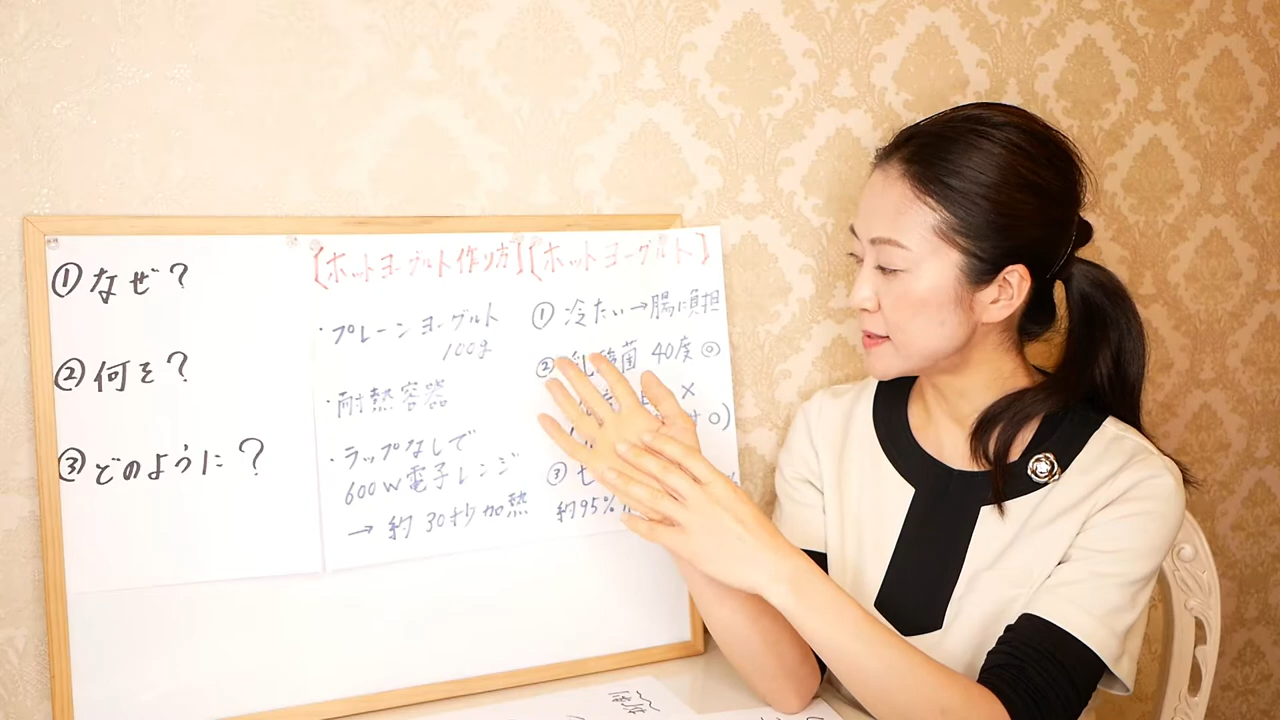 ①なぜ?
②何を?
③どのように?
【ホットヨーグルト作り方】
・プレーンヨーグルト
100g
・耐熱容器
・ラップなしで
600W電子レンジ
→約30秒加熱
【ホットヨーグルト】
①冷たい→腸に負担
②乳酸菌 40度◎
×
○)
③
約95%